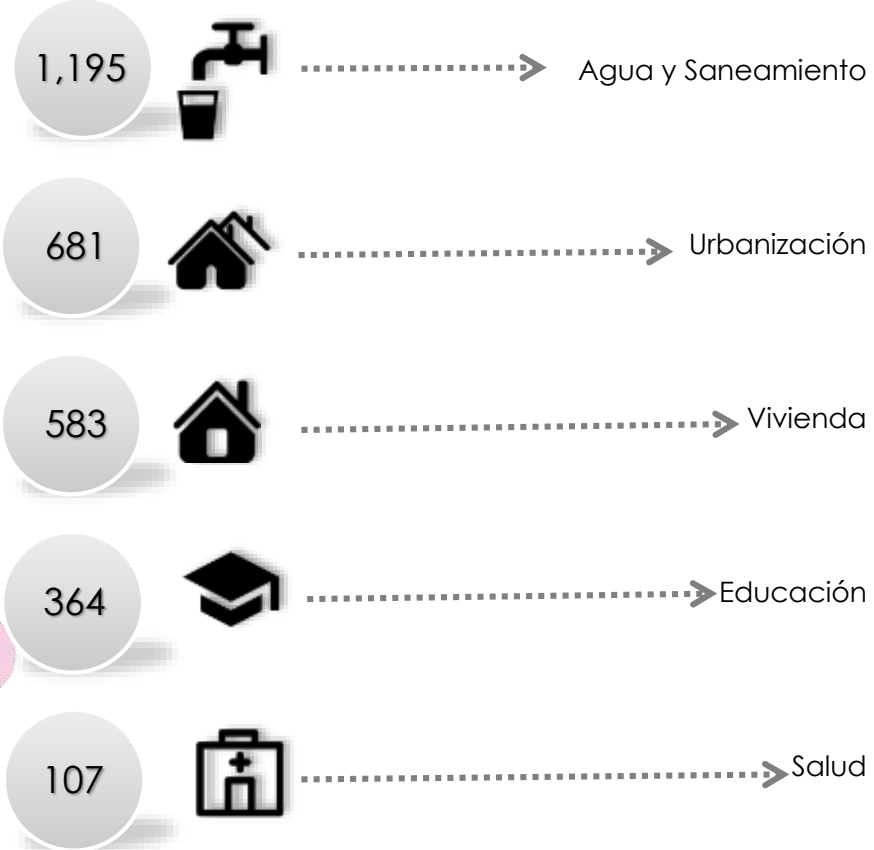 1,195 Agua y Saneamiento
681 Urbanización
583 Vivienda
364 Educación
107 Salud